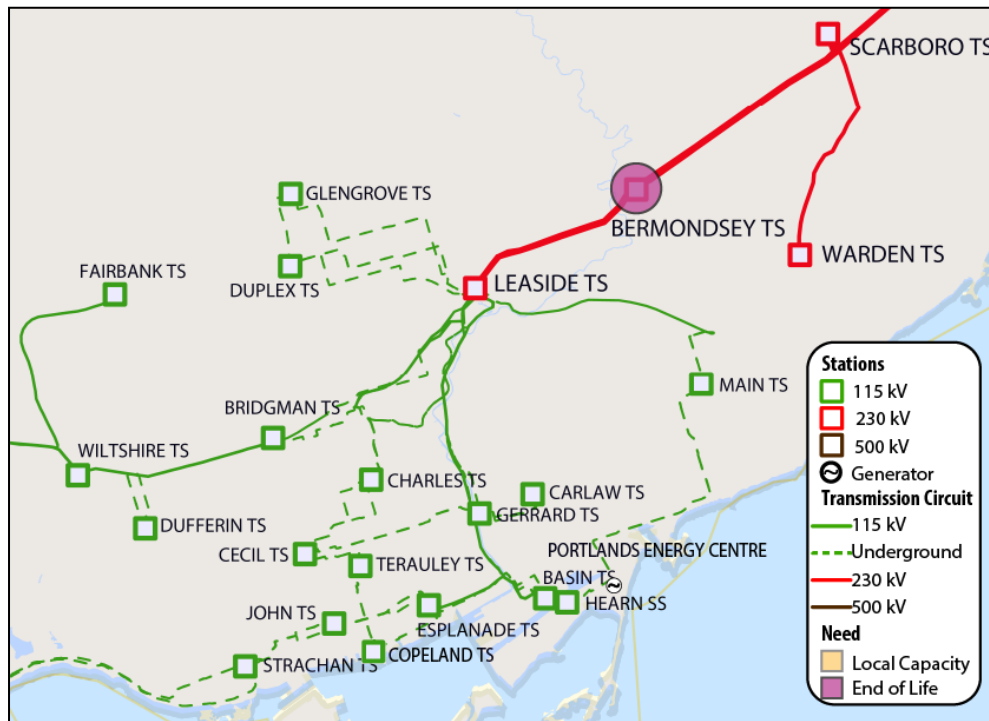 SCARBORO TS
GLENGROVE TS
BERMONDSEY TS
WARDEN TS
FAIRBANK TS
DUPLEX TS
LEASIDE TS
MAIN TS
BRIDGMAN TS
WILTSHIRE TS
CHARLES TS
CARLAW TS
GERRARD TS
DUFFERIN TS
CECIL TS
TERAULEY TS
PORTLANDS ENERGY CENTRE
BASIN TS
HEARN SS
JOHN TS
ESPLANADE TS
COPELAND TS
STRACHAN TS
Stations
115 kV
230 kV
500 kV
Generator
Transmission Circuit
115 kV
Underground
230 kV
500 kV
Need
Local Capacity
End of Life